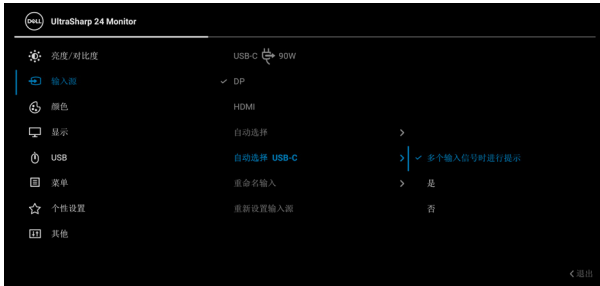 DELL UltraSharp 24 Monitor
亮度/对比度 USB-C 90W
输入源 DP
颜色 HDMI
显示 自动选择
USB 自动选择 USB-C 多个输入信号时进行提示
菜单 重命名输入 是
个性设置 重新设置输入源 否
其他
退出